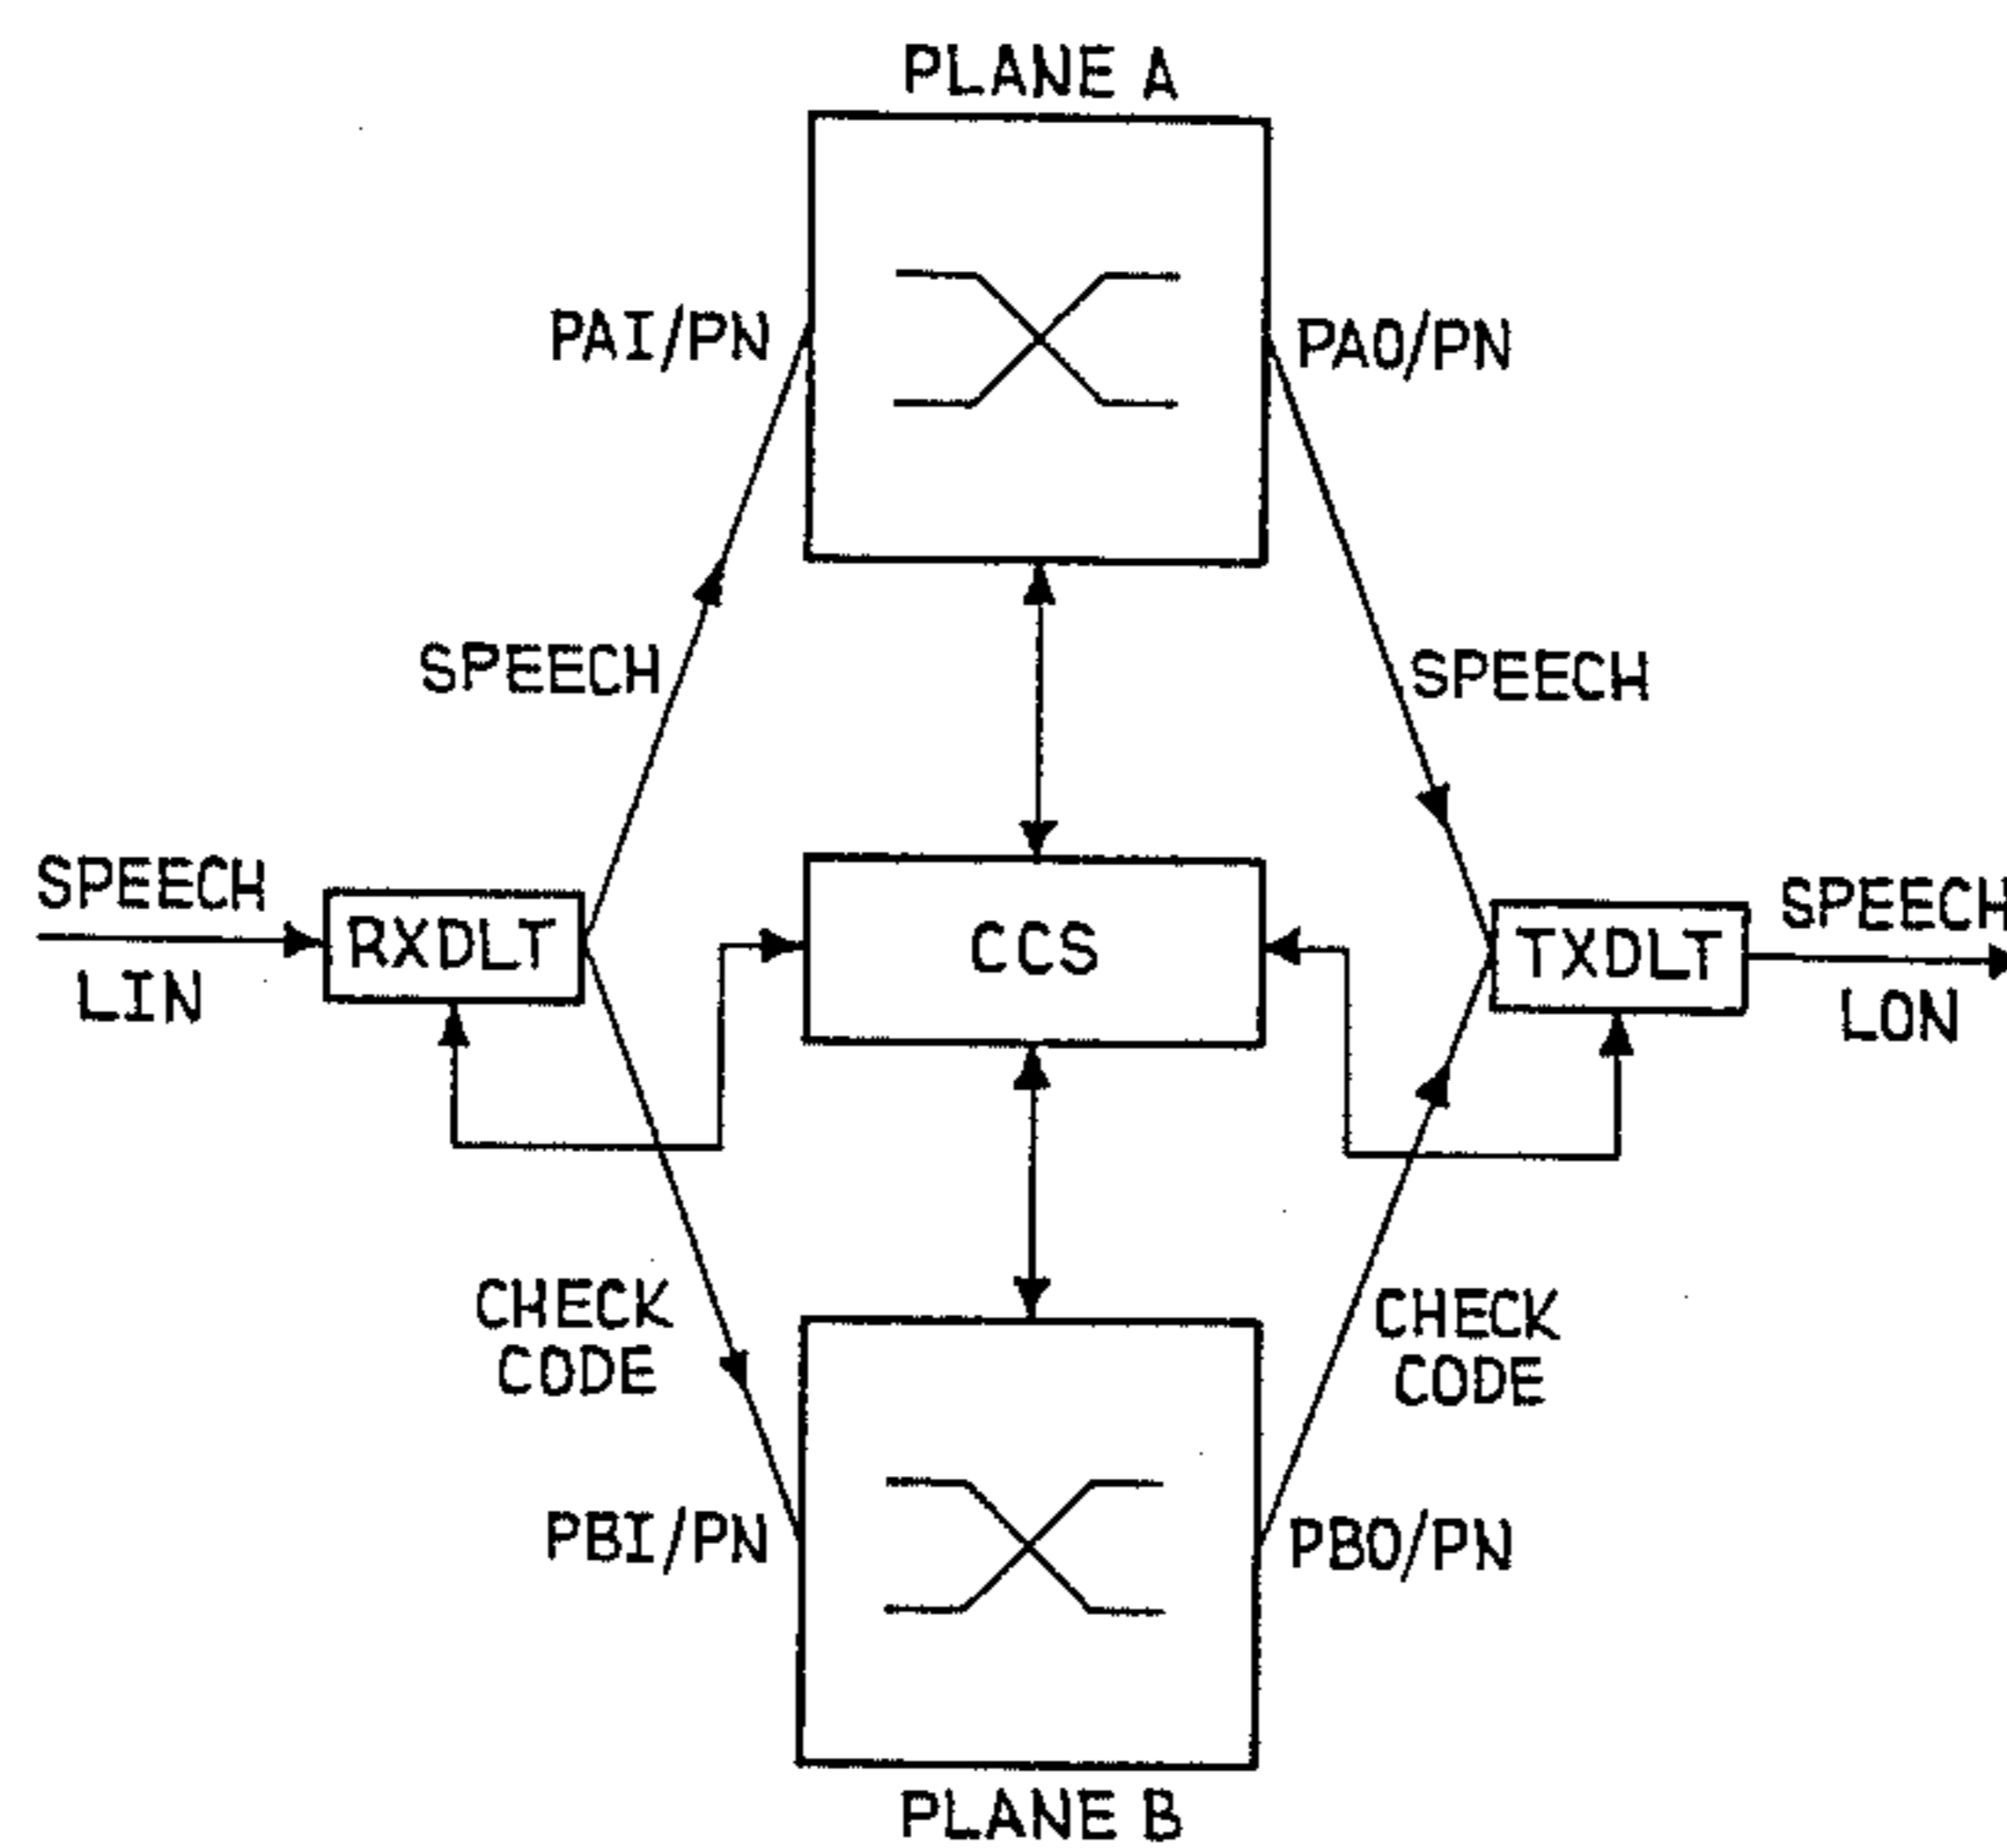 PLANE A
PAI/PN
PAO/PN
SPEECH
SPEECH
SPEECH
RXDLT
CCS
TXDLT
SPEECH
LIN
LON
CHECK
CODE
CHECK
CODE
PBI/PN
PBO/PN
PLANE B